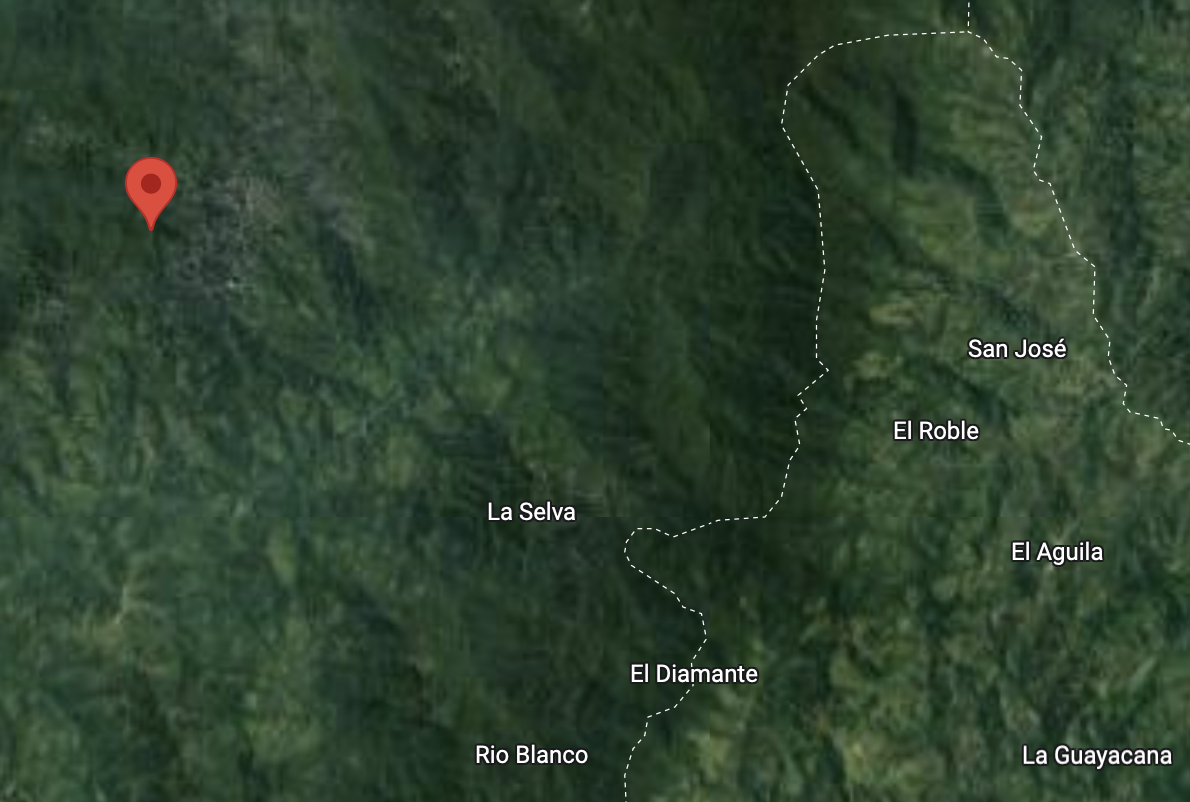 San José
El Roble
La Selva
El Aguila
El Diamante
Rio Blanco
La Guayacana